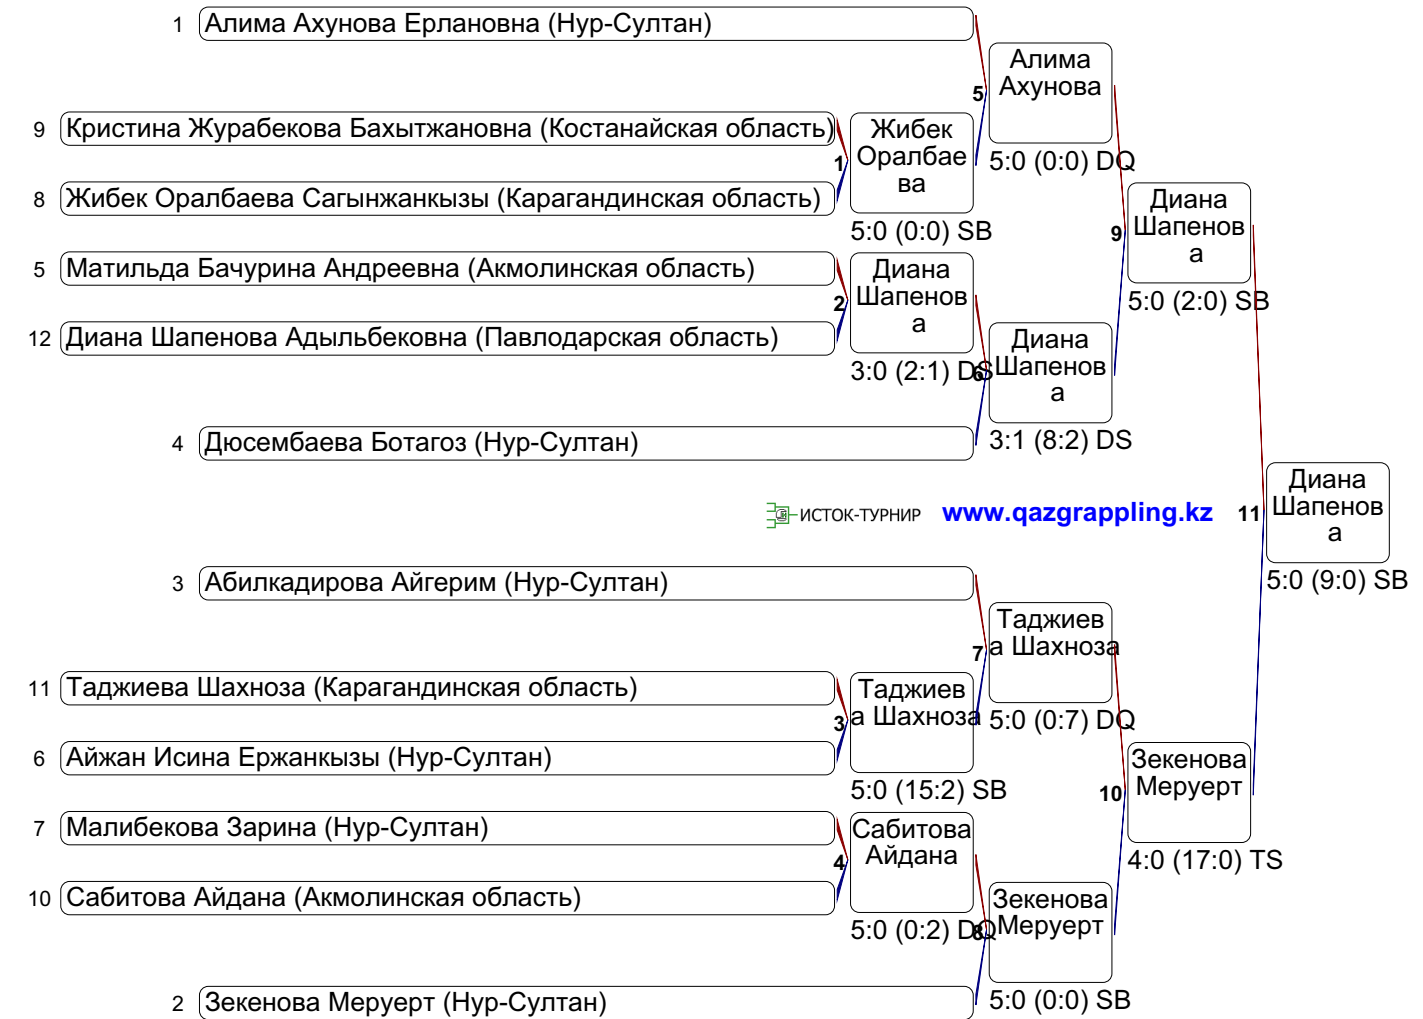 1 Алима Ахунова Ерлановна (Нур-Султан)
Алима
Ахунова
5
9 Кристина Журабекова Бахытжановна (Костанайская область)
Жибек
Оралбае
ва
1
5:0 (0:0) DQ
8 Жибек Оралбаева Сагынжанкызы (Карагандинская область)
Диана
Шапенов
а
9
5:0 (0:0) SB
5 Матильда Бачурина Андреевна (Акмолинская область)
Диана
Шапенов
а
2
5:0 (2:0) SB
12 Диана Шапенова Адыльбековна (Павлодарская область)
Диана
Шапенов
а
3:0 (2:1) DS
6
4 Дюсембаева Ботагоз (Нур-Султан)
3:1 (8:2) DS
Диана
Шапенов
а
ИСТОК-ТУРНИР www.qazgrappling.kz 11
5:0 (9:0) SB
3 Абилкадирова Айгерим (Нур-Султан)
Таджиев
а Шахноза
7
11 Таджиева Шахноза (Карагандинская область)
Таджиев
а Шахноза
3
5:0 (0:7) DQ
6 Айжан Исина Ержанкызы (Нур-Султан)
Зекенова
Меруерт
10
5:0 (15:2) SB
7 Малибекова Зарина (Нур-Султан)
Сабитова
Айдана
4
4:0 (17:0) TS
10 Сабитова Айдана (Акмолинская область)
Зекенова
Меруерт
5:0 (0:2) DQ
8
2 Зекенова Меруерт (Нур-Султан)
5:0 (0:0) SB